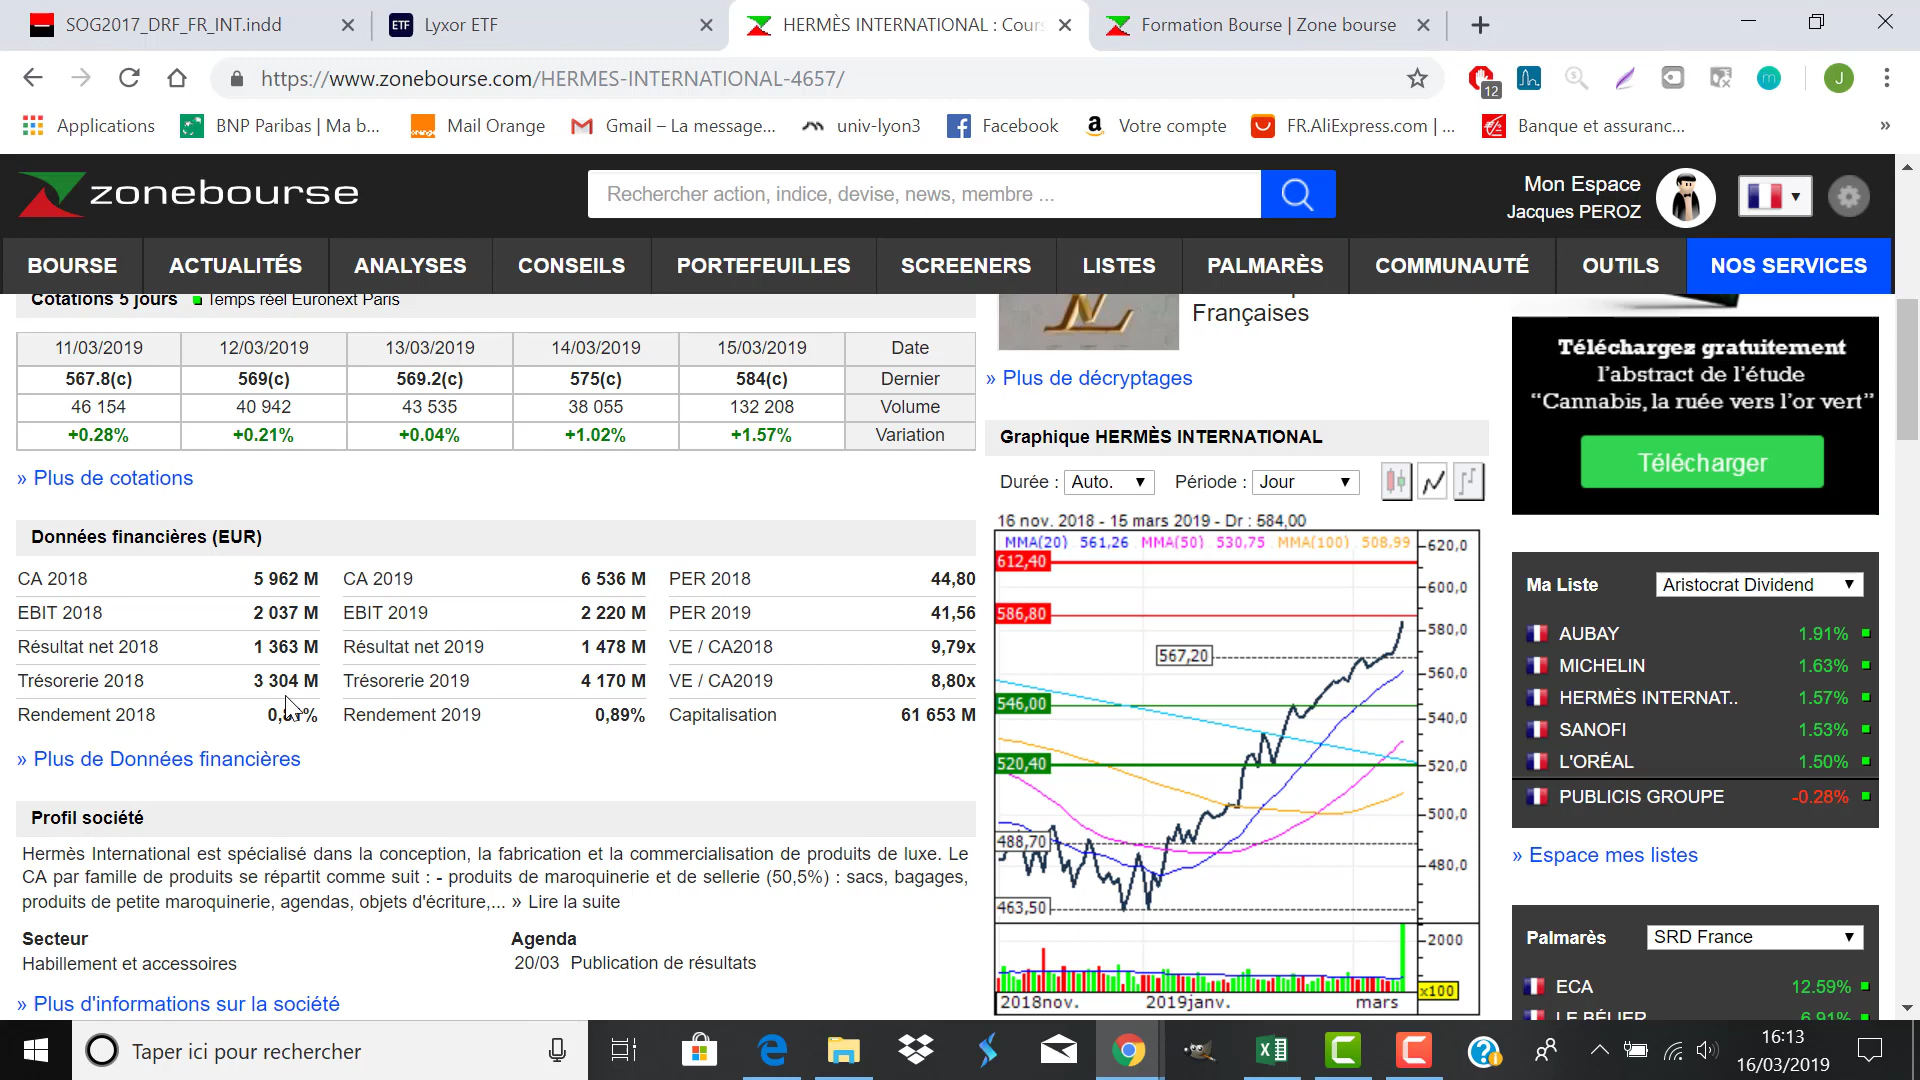 SOG2017_DRF_FR_INT.indd
ETF Lyxor ETF
HERMÈS INTERNATIONAL : Cour
Formation Bourse | Zone bourse
https://www.zonebourse.com/HERMES-INTERNATIONAL-4657/
12
J
Applications
BNP Paribas | Ma b...
Mail Orange
Gmail – La message...
univ-lyon3
Facebook
Votre compte
FR.AliExpress.com | ...
Banque et assuranc...
»
zonebourse
Rechercher action, indice, devise, news, membre ...
Mon Espace
Jacques PEROZ
BOURSE ACTUALITÉS ANALYSES CONSEILS PORTEFEUILLES SCREENERS LISTES PALMARÈS COMMUNAUTÉ OUTILS NOS SERVICES
Cotations 5 jours Temps réel Euronext Paris
11/03/2019 12/03/2019 13/03/2019 14/03/2019 15/03/2019 Date
567.8(c) 569(c) 569.2(c) 575(c) 584(c) Dernier
46 154 40 942 43 535 38 055 132 208 Volume
+0.28% +0.21% +0.04% +1.02% +1.57% Variation
» Plus de cotations
Données financières (EUR)
CA 2018 5 962 M CA 2019 6 536 M PER 2018 44,80
EBIT 2018 2 037 M EBIT 2019 2 220 M PER 2019 41,56
Résultat net 2018 1 363 M Résultat net 2019 1 478 M VE / CA2018 9,79x
Trésorerie 2018 3 304 M Trésorerie 2019 4 170 M VE / CA2019 8,80x
Rendement 2018 Rendement 2019 0,89% Capitalisation 61 653 M
» Plus de Données financières
Profil société
Hermès International est spécialisé dans la conception, la fabrication et la commercialisation de produits de luxe. Le
CA par famille de produits se répartit comme suit : - produits de maroquinerie et de sellerie (50,5%) : sacs, bagages,
produits de petite maroquinerie, agendas, objets d'écriture,... » Lire la suite
Secteur
Habillement et accessoires
Agenda
20/03 Publication de résultats
» Plus d'informations sur la société
Françaises
» Plus de décryptages
Graphique HERMÈS INTERNATIONAL
Durée : Auto. Période : Jour
16 nov. 2018 - 15 mars 2019 - Dr : 584,00
MMA(20) 561,26 MMA(50) 530,75 MMA(100) 508,99
612,40
586,80
567,20
546,00
520,40
488,70
463,50
620,0
600,0
580,0
560,0
540,0
520,0
500,0
480,0
2000
x100
2018nov. 2019janv. mars
Téléchargez gratuitement
l'abstract de l'étude
“Cannabis, la ruée vers l'or vert”
Télécharger
Ma Liste Aristocrat Dividend
AUBAY 1.91%
MICHELIN 1.63%
HERMÈS INTERNAT.. 1.57%
SANOFI 1.53%
L'ORÉAL 1.50%
PUBLICIS GROUPE -0.28%
» Espace mes listes
Palmarès SRD France
ECA 12.59%
LE BÉLIER 6.91%
Taper ici pour rechercher
16:13
16/03/2019